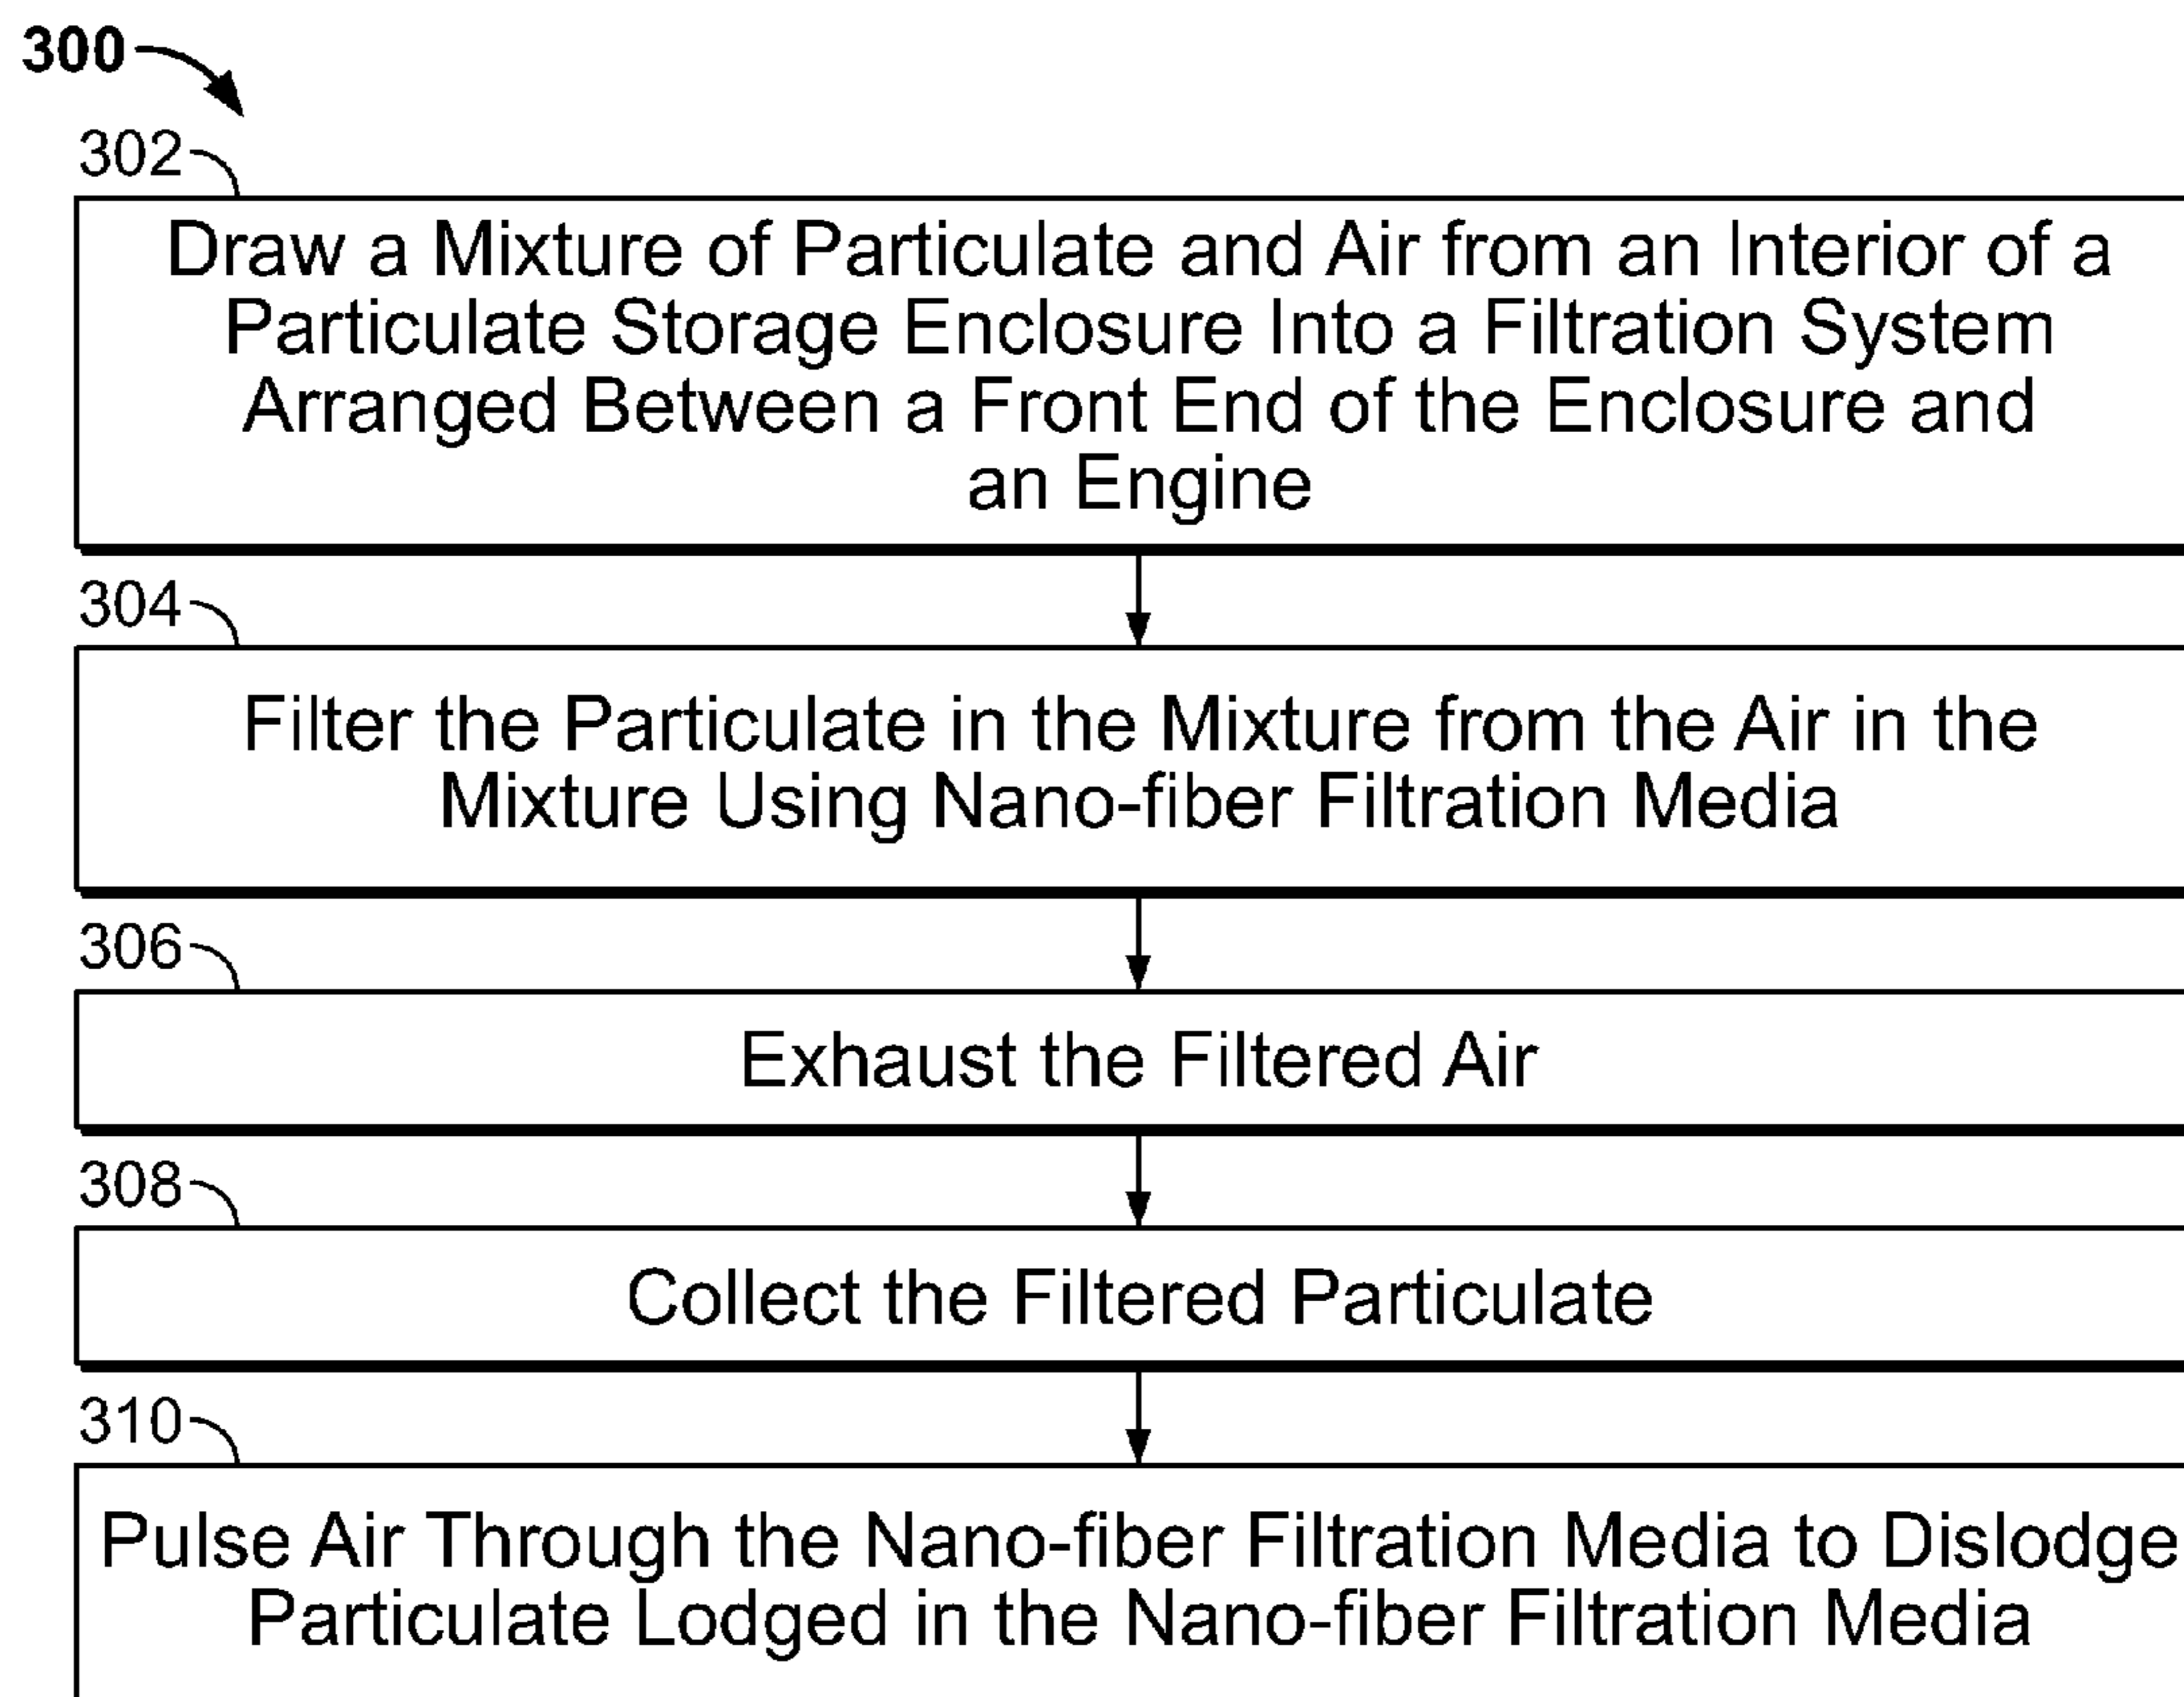 300
302
Draw a Mixture of Particulate and Air from an Interior of a
Particulate Storage Enclosure Into a Filtration System
Arranged Between a Front End of the Enclosure and
an Engine
304
Filter the Particulate in the Mixture from the Air in the
Mixture Using Nano-fiber Filtration Media
306
Exhaust the Filtered Air
308
Collect the Filtered Particulate
310
Pulse Air Through the Nano-fiber Filtration Media to Dislodge
Particulate Lodged in the Nano-fiber Filtration Media